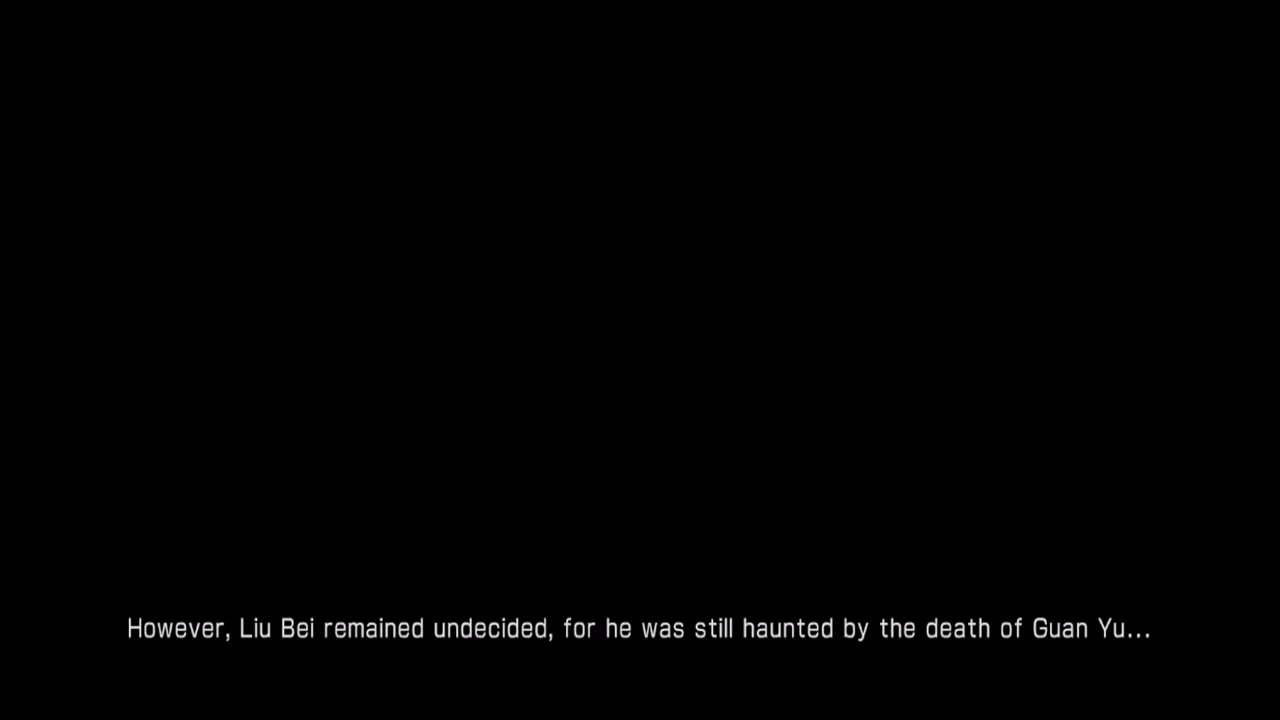 However, Liu Bei remained undecided, for he was still haunted by the death of Guan Yu...